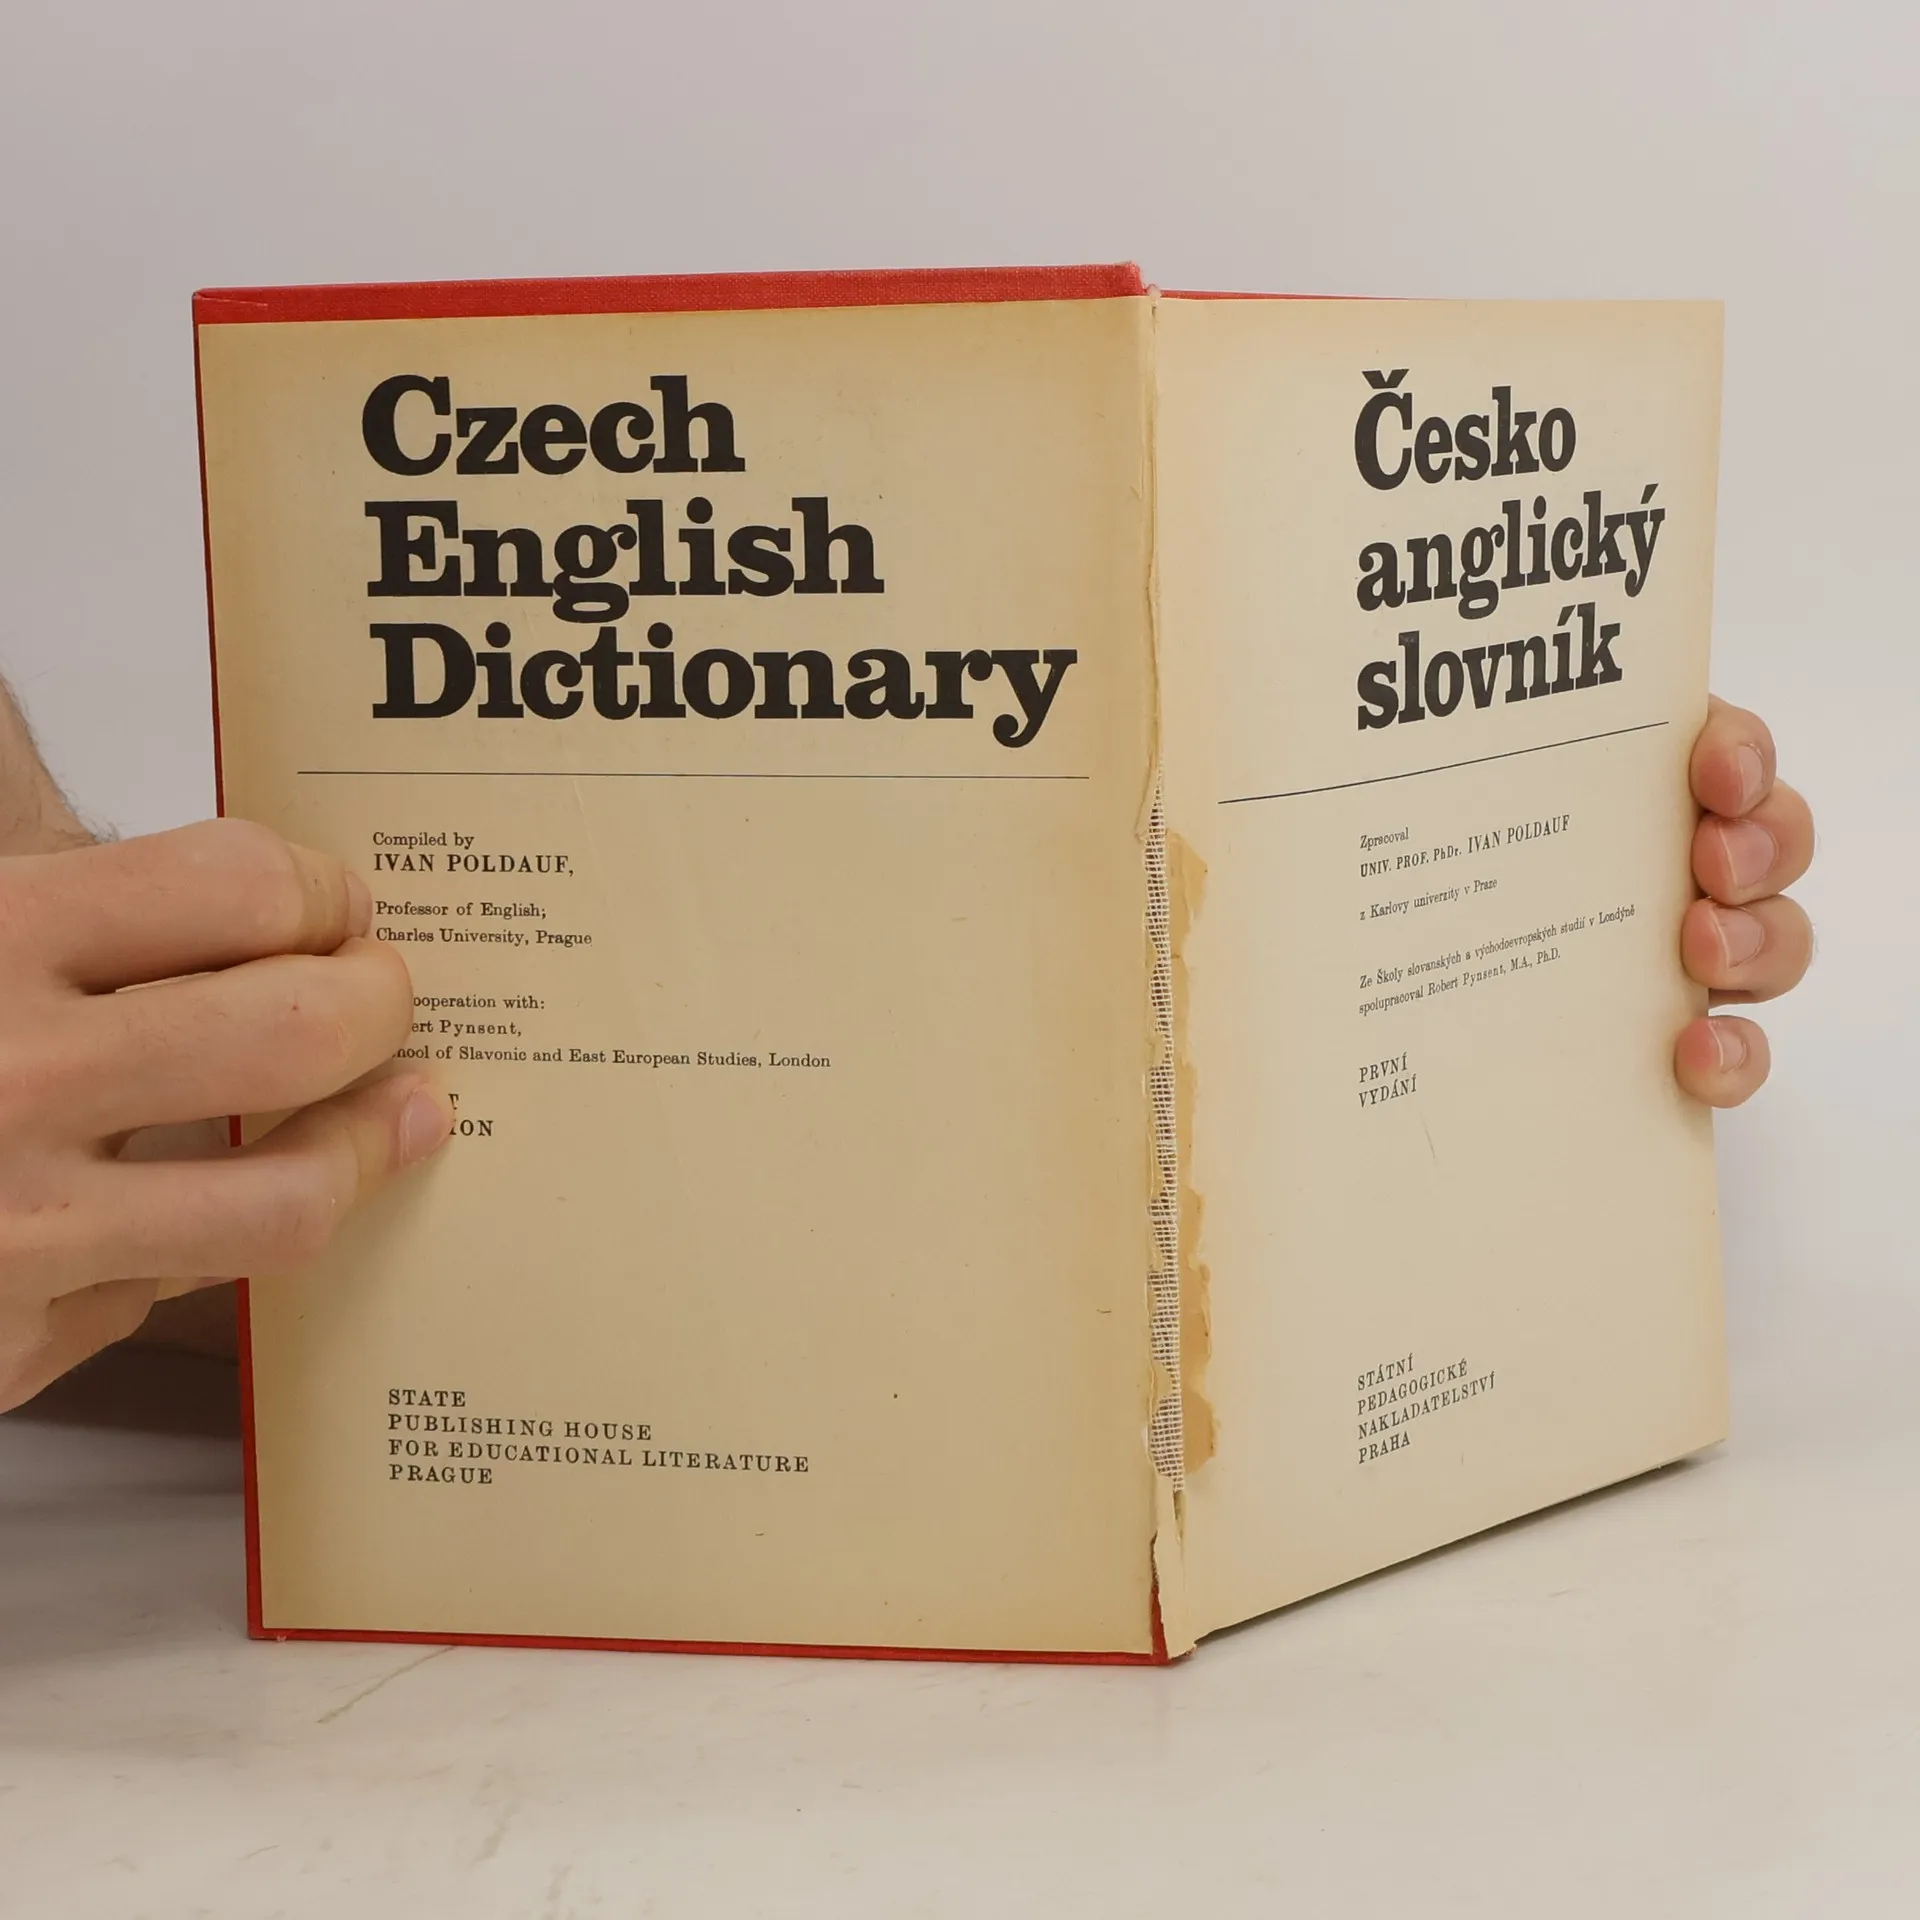 Czech
English
Dictionary
Compiled by
IVAN POLDAUF,
Professor of English;
Charles University, Prague
ooperation with:
ert Pynsent,
hool of Slavonic and East European Studies, London
T
ION
STATE
PUBLISHING HOUSE
FOR EDUCATIONAL LITERATURE
PRAGUE
Česko
anglický
slovník
Zpracoval
UNIV. PROF. PhDr. IVAN POLDAUF
z Karlovy univerzity v Praze
Ze Školy slovanských a východoevropských studií v Londýně
spolupracoval Robert Pynsent, M.A., Ph.D.
PRVNÍ
VYDÁNÍ
STÁTNÍ
PEDAGOGICKÉ
NAKLADATELSTVÍ
PRAHA